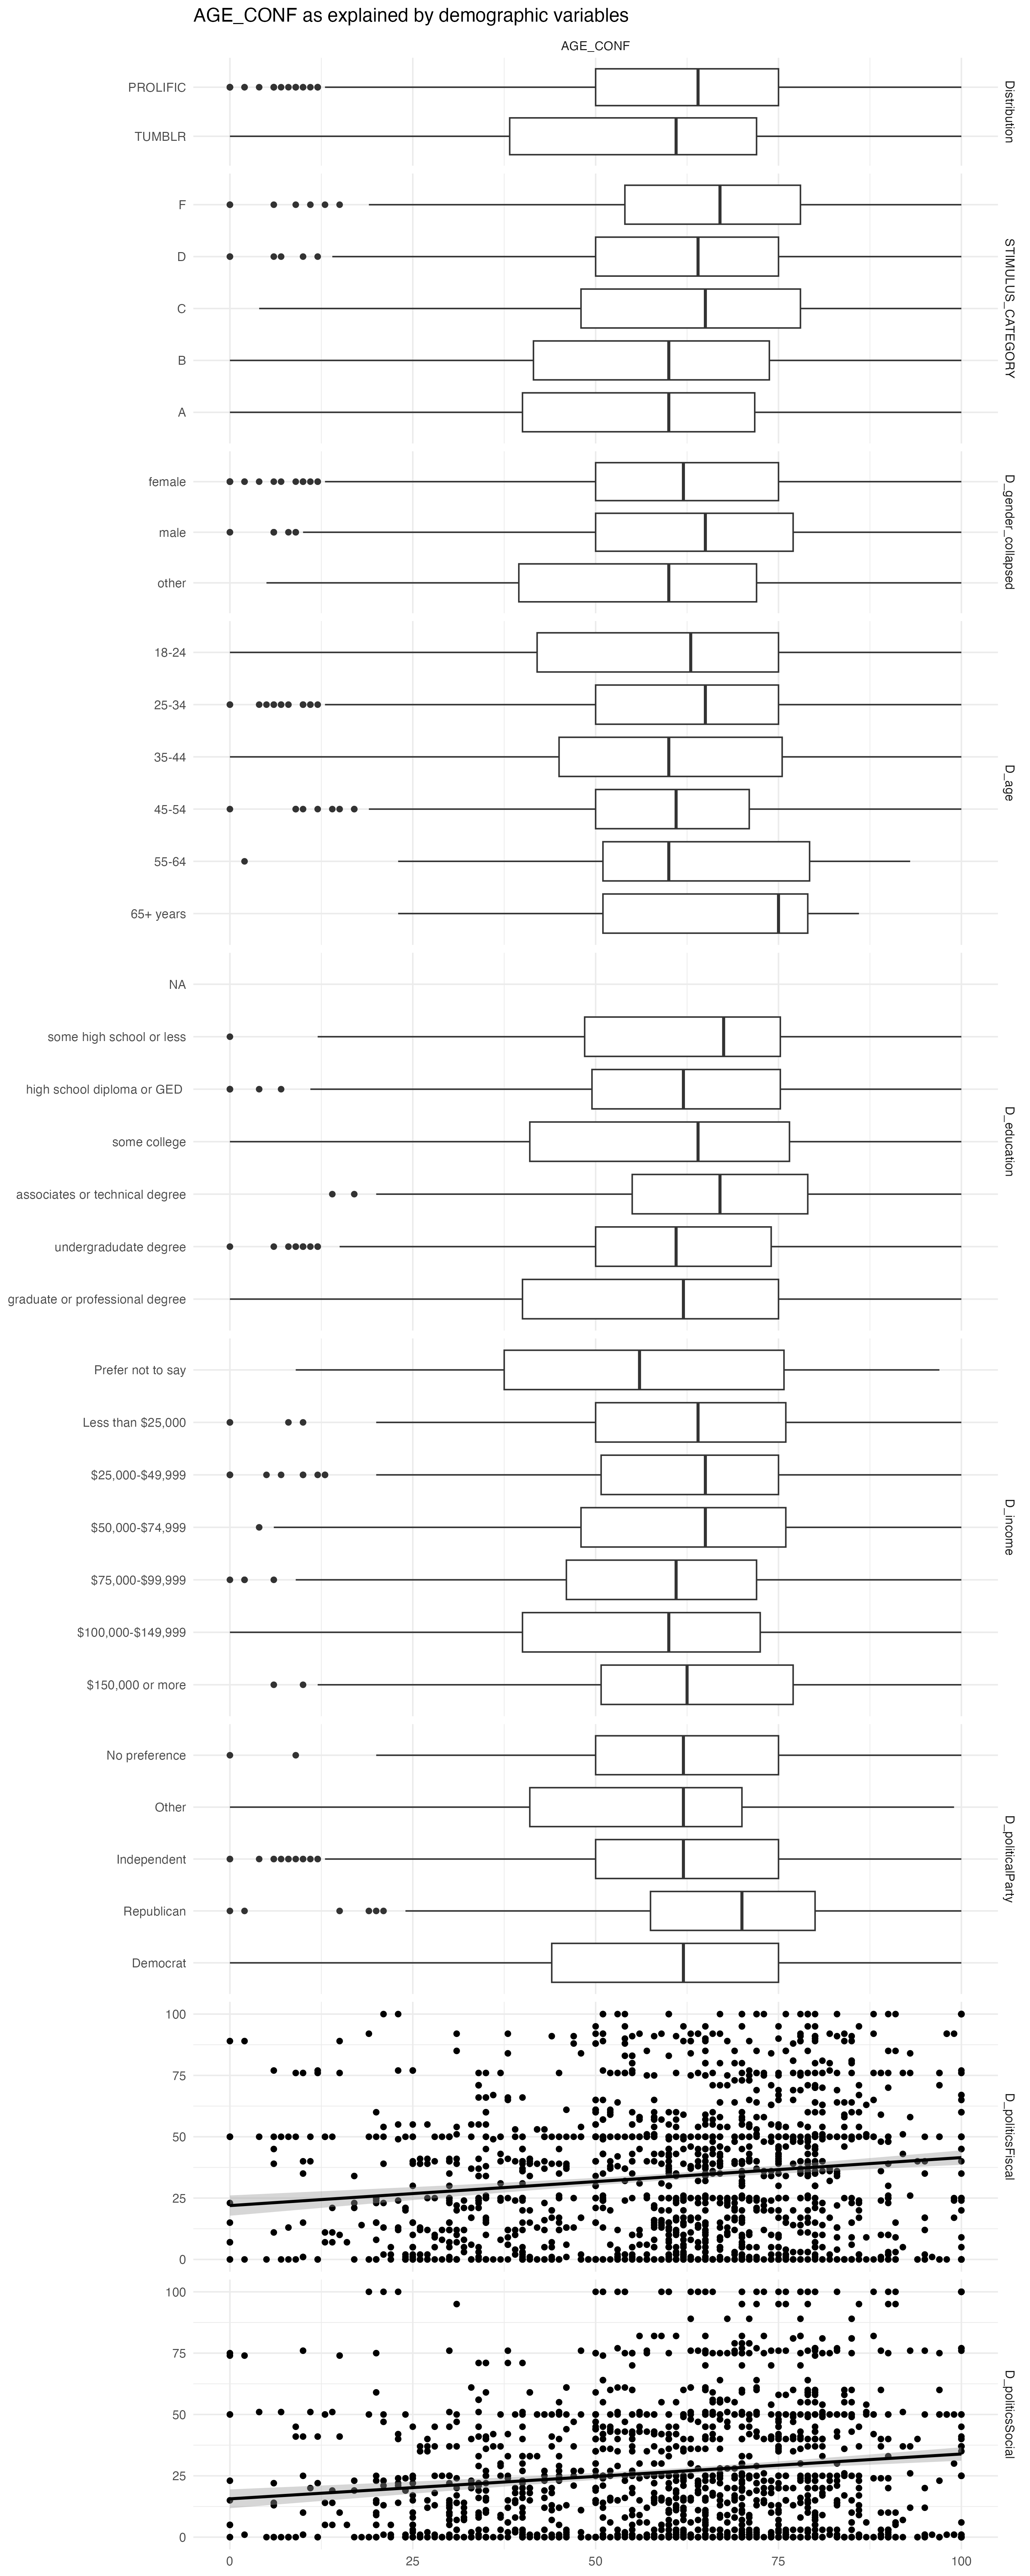 AGE_CONF as explained by demographic variables
AGE_CONF
PROLIFIC
TUMBLR
Distribution
F
D
C
B
A
STIMULUS_CATEGORY
female
male
other
D_gender_collapsed
18-24
25-34
35-44
45-54
55-64
65+ years
D_age
NA
some high school or less
high school diploma or GED
some college
associates or technical degree
undergradudate degree
graduate or professional degree
D_education
Prefer not to say
Less than $25,000
$25,000-$49,999
$50,000-$74,999
$75,000-$99,999
$100,000-$149,999
$150,000 or more
D_income
No preference
Other
Independent
Republican
Democrat
D_politicalParty
100
75
50
25
0
D_politicsFiscal
100
75
50
25
0
D_politicsSocial
0 25 50 75 100